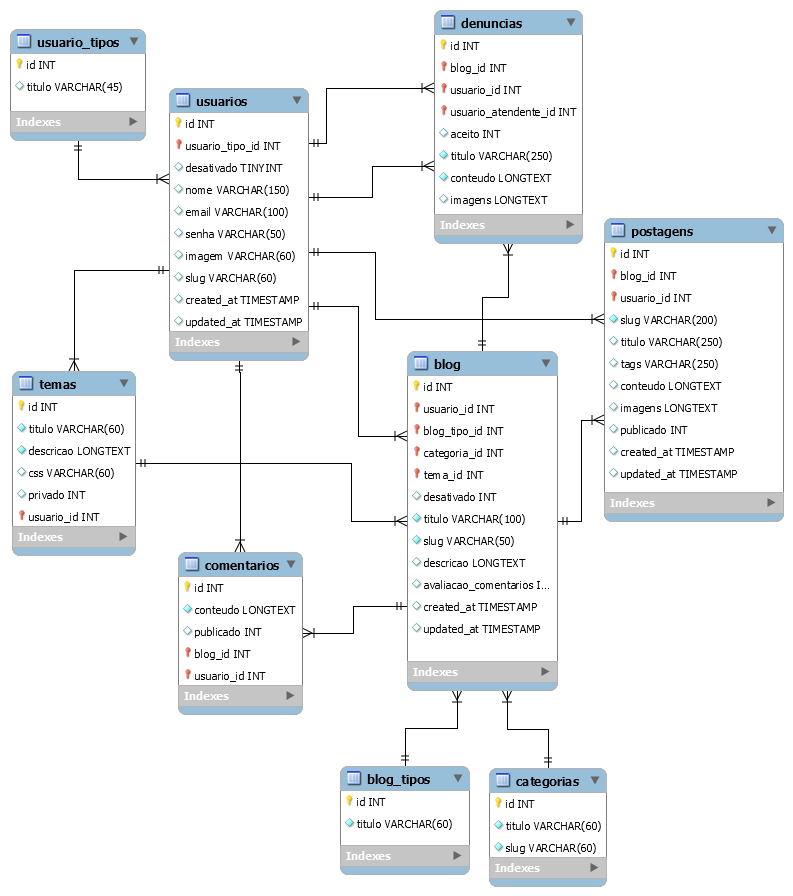 usuario_tipos
id INT
titulo VARCHAR(45)
Indexes
usuarios
id INT
usuario_tipo_id INT
desativado TINYINT
nome VARCHAR(150)
email VARCHAR(100)
senha VARCHAR(50)
imagem VARCHAR(60)
slug VARCHAR(60)
created_at TIMESTAMP
updated_at TIMESTAMP
Indexes
denuncias
id INT
blog_id INT
usuario_id INT
usuario_atendente_id INT
aceito INT
titulo VARCHAR(250)
conteudo LONGTEXT
imagens LONGTEXT
Indexes
postagens
id INT
blog_id INT
usuario_id INT
slug VARCHAR(200)
titulo VARCHAR(250)
tags VARCHAR(250)
conteudo LONGTEXT
imagens LONGTEXT
publicado INT
created_at TIMESTAMP
updated_at TIMESTAMP
Indexes
temas
id INT
titulo VARCHAR(60)
descricao LONGTEXT
css VARCHAR(60)
privado INT
usuario_id INT
Indexes
blog
id INT
usuario_id INT
blog_tipo_id INT
categoria_id INT
tema_id INT
desativado INT
titulo VARCHAR(100)
slug VARCHAR(50)
descricao LONGTEXT
avaliacao_comentarios I...
created_at TIMESTAMP
updated_at TIMESTAMP
Indexes
comentarios
id INT
conteudo LONGTEXT
publicado INT
blog_id INT
usuario_id INT
Indexes
blog_tipos
id INT
titulo VARCHAR(60)
Indexes
categorias
id INT
titulo VARCHAR(60)
slug VARCHAR(60)
Indexes